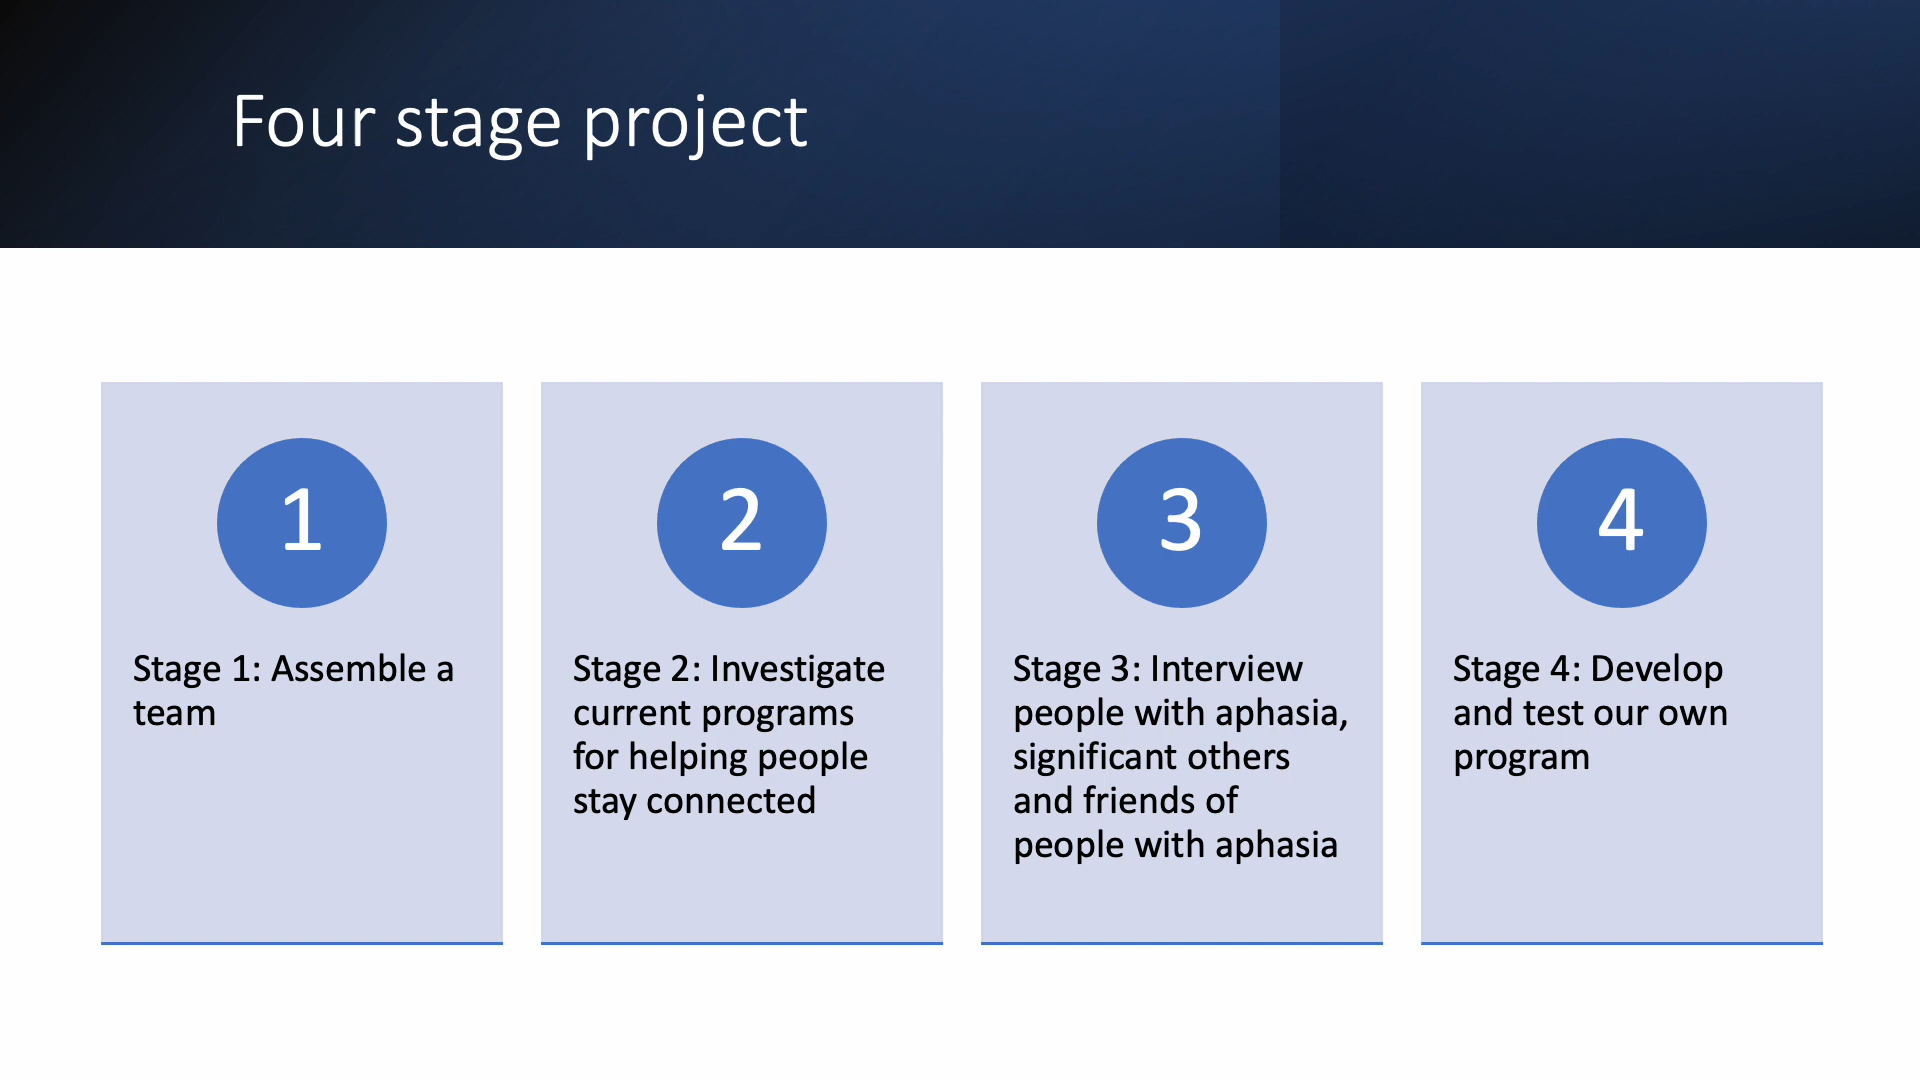 Four stage project
1
Stage 1: Assemble a
team
2
Stage 2: Investigate
current programs
for helping people
stay connected
3
Stage 3: Interview
people with aphasia,
significant others
and friends of
people with aphasia
4
Stage 4: Develop
and test our own
program